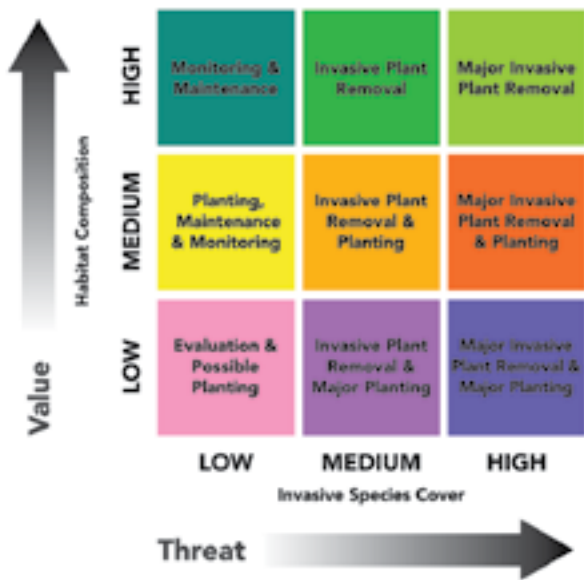 HIGH
Monitoring &
Maintenance
Invasive Plant
Removal
Major Invasive
Plant Removal
Habitat Composition
MEDIUM
Planting,
Maintenance
& Monitoring
Invasive Plant
Removal &
Planting
Major Invasive
Plant Removal
& Planting
Value
LOW
Evaluation &
Possible
Planting
Invasive Plant
Removal &
Major Planting
Major Invasive
Plant Removal &
Major Planting
LOW
MEDIUM
HIGH
Invasive Species Cover
Threat